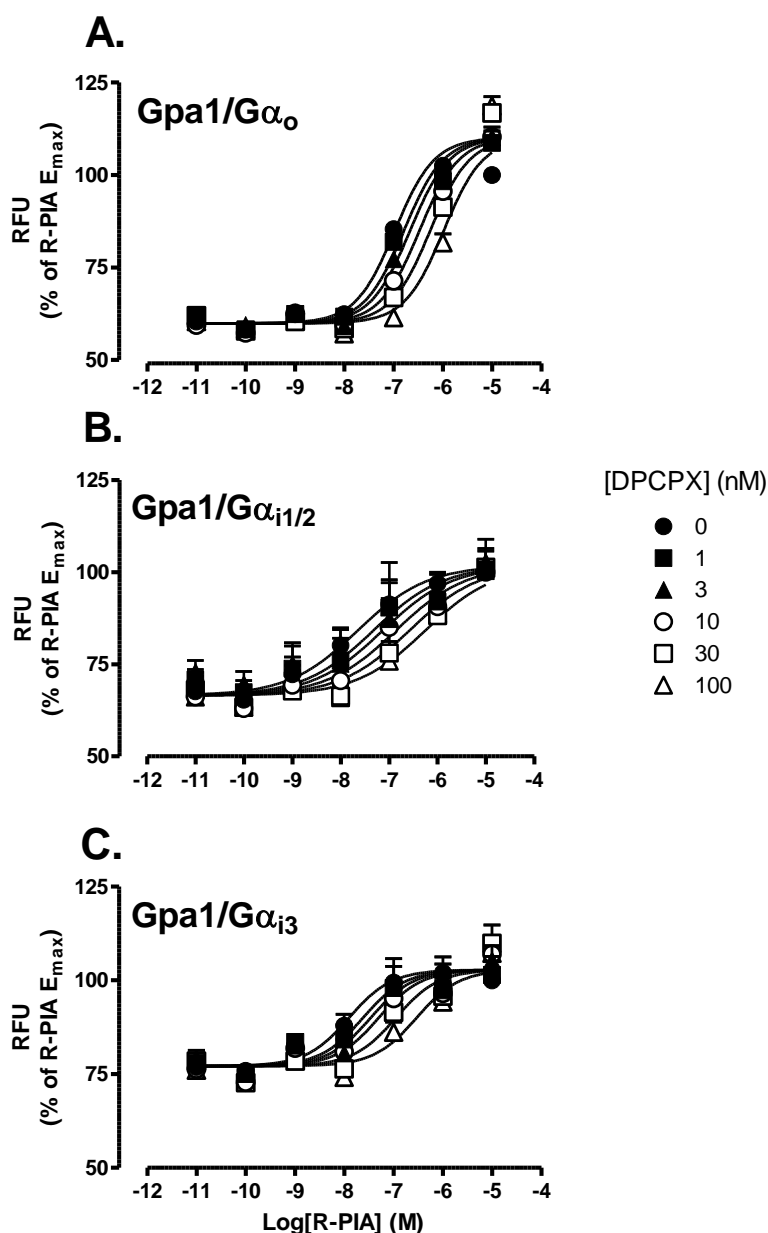 A.
Gpa1/Gαo
RFU
(% of R-PIA Emax)
125
100
75
50
-12 -11 -10 -9 -8 -7 -6 -5 -4
B.
Gpa1/Gαi1/2
RFU
(% of R-PIA Emax)
125
100
75
50
-12 -11 -10 -9 -8 -7 -6 -5 -4
[DPCPX] (nM)
0
1
3
10
30
100
C.
Gpa1/Gαi3
RFU
(% of R-PIA Emax)
125
100
75
50
-12 -11 -10 -9 -8 -7 -6 -5 -4
Log[R-PIA] (M)